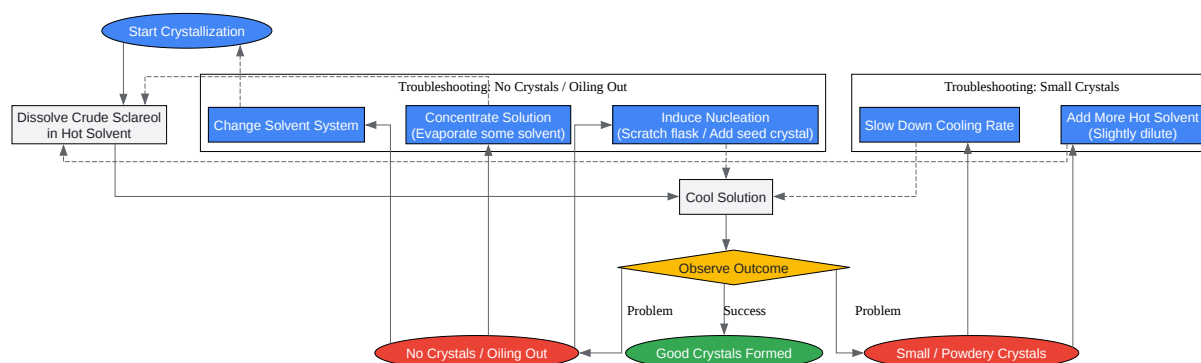 Start Crystallization
Troubleshooting: No Crystals / Oiling Out
Troubleshooting: Small Crystals
Dissolve Crude Sclareol
in Hot Solvent
Change Solvent System
Concentrate Solution
(Evaporate some solvent)
Induce Nucleation
(Scratch flask / Add seed crystal)
Slow Down Cooling Rate
Add More Hot Solvent
(Slightly dilute)
Cool Solution
Observe Outcome
Problem
Success
Problem
No Crystals / Oiling Out
Good Crystals Formed
Small / Powdery Crystals